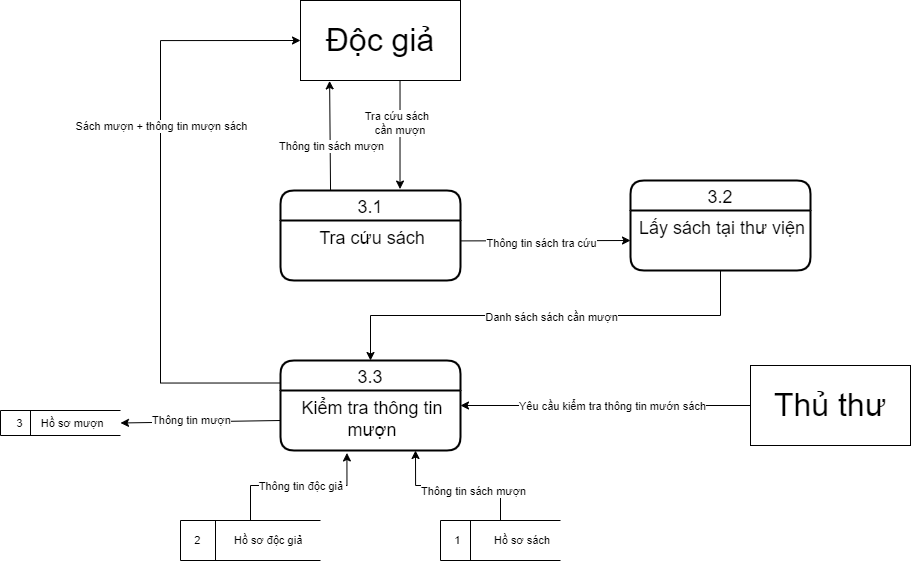 Độc giả
Tra cứu sách
cần mượn
Sách mượn + thông tin mượn sách
Thông tin sách mượn
3.1
Tra cứu sách
3.2
Lấy sách tại thư viện
Thông tin sách tra cứu
Danh sách sách cần mượn
3.3
Kiểm tra thông tin
mượn
Yêu cầu kiểm tra thông tin mướn sách
Thủ thư
3 Hồ sơ mượn
Thông tin mượn
Thông tin độc giả
Thông tin sách mượn
2 Hồ sơ độc giả
1 Hồ sơ sách